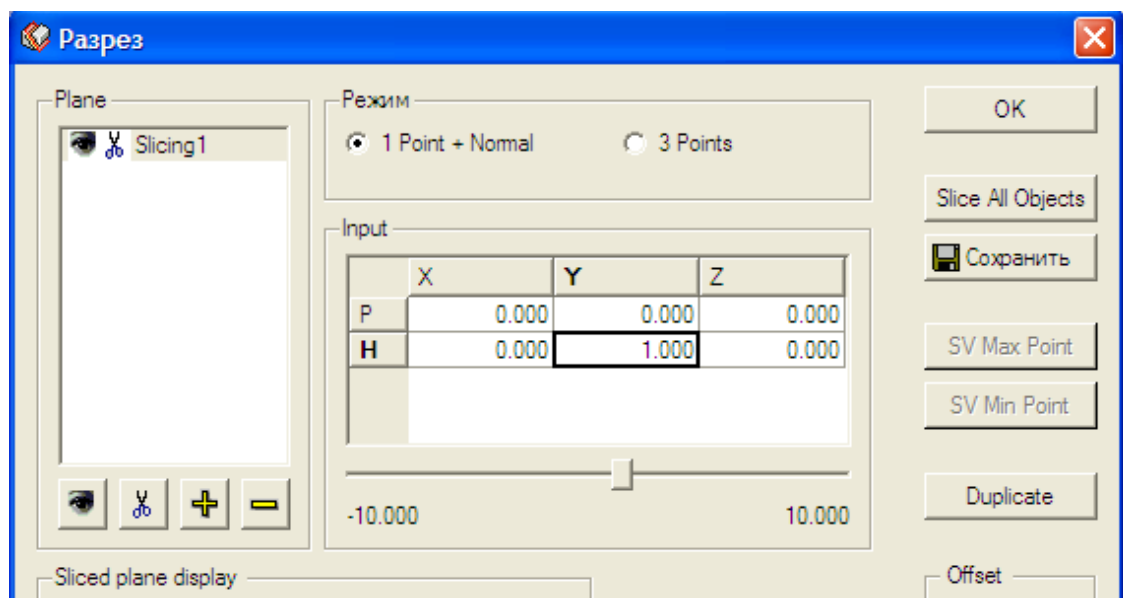 Разрез
Plane
Slicing1
Режим
1 Point + Normal
3 Points
Input
X Y Z
P 0.000 0.000 0.000
Н 0.000 1.000 0.000
-10.000 10.000
OK
Slice All Objects
Сохранить
SV Max Point
SV Min Point
Duplicate
Sliced plane display
Offset